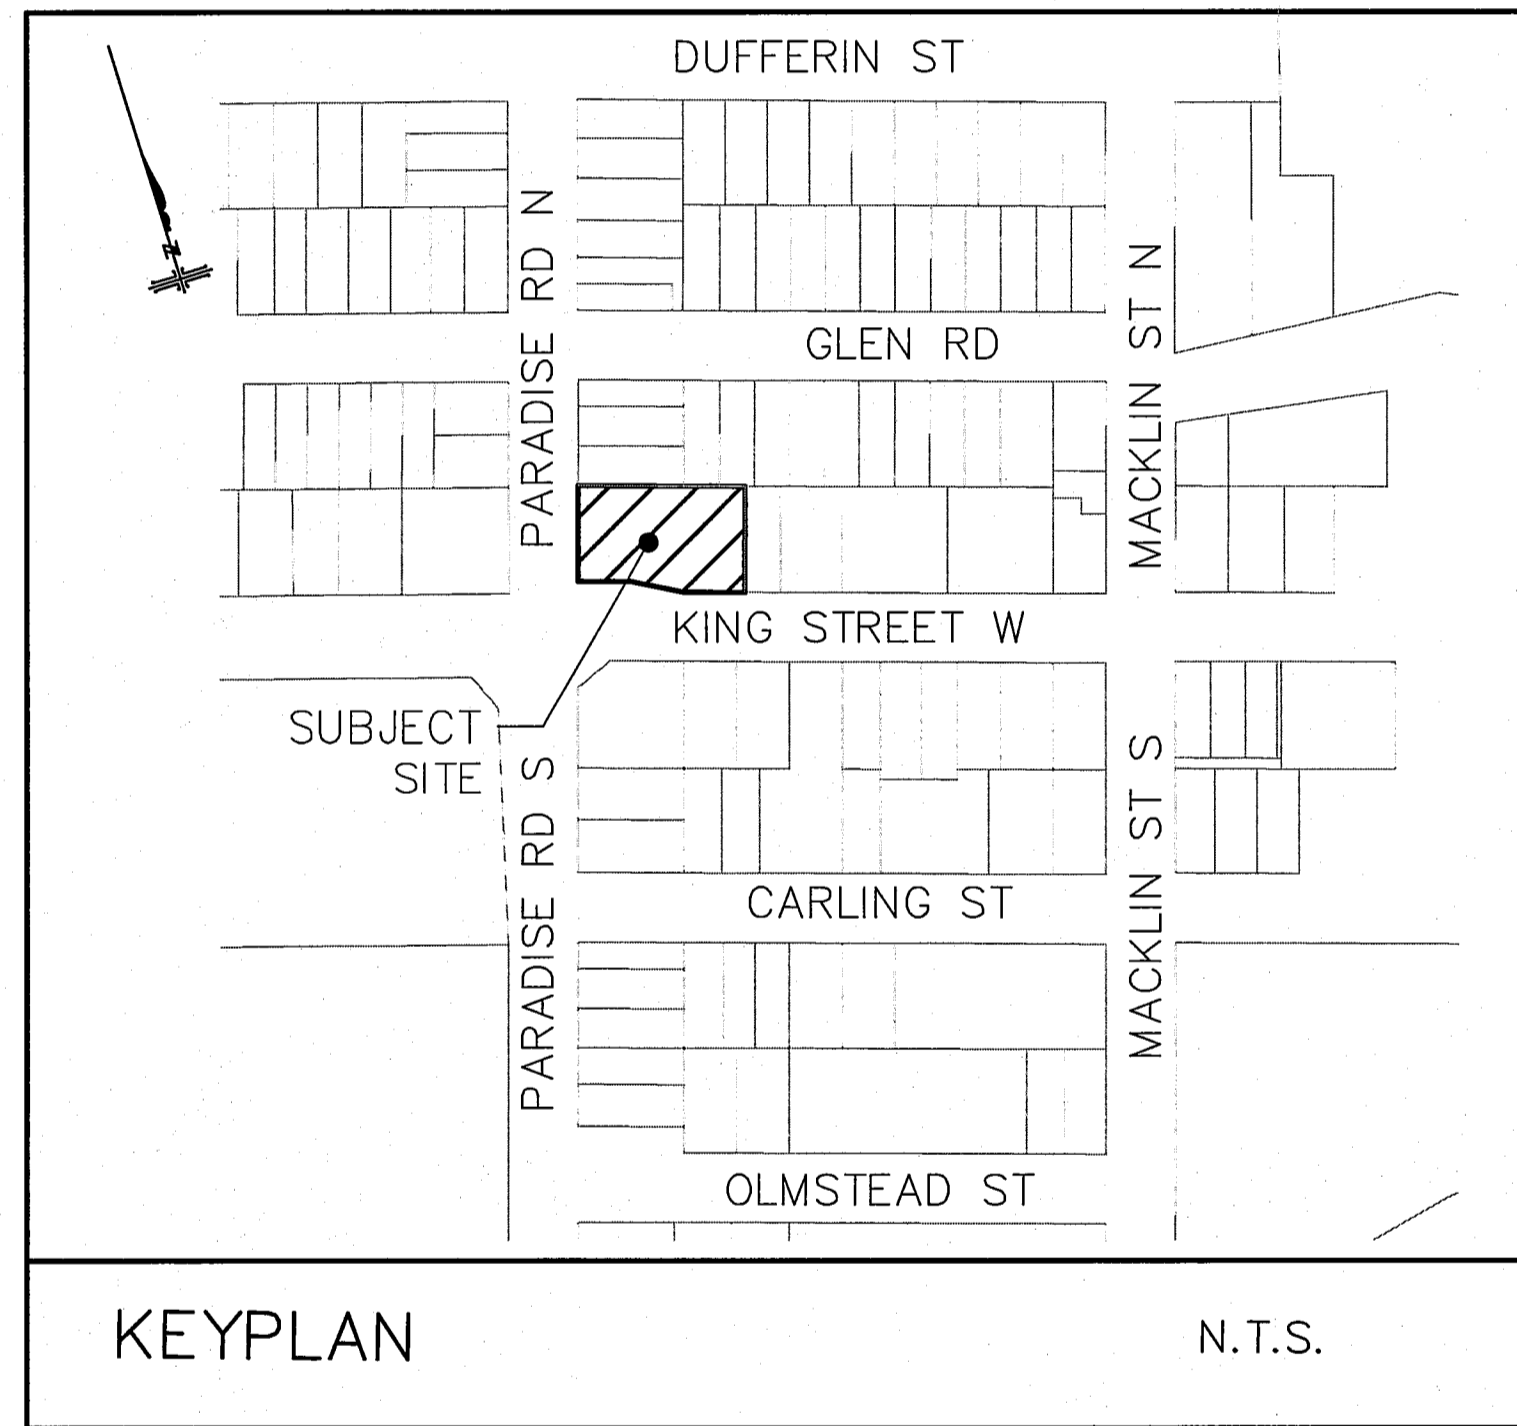 DUFFERIN ST
N
PARADISE RD N
MACKLIN ST N
GLEN RD
KING STREET W
SUBJECT
SITE
PARADISE RD S
MACKLIN ST S
CARLING ST
OLMSTEAD ST
KEYPLAN
N.T.S.